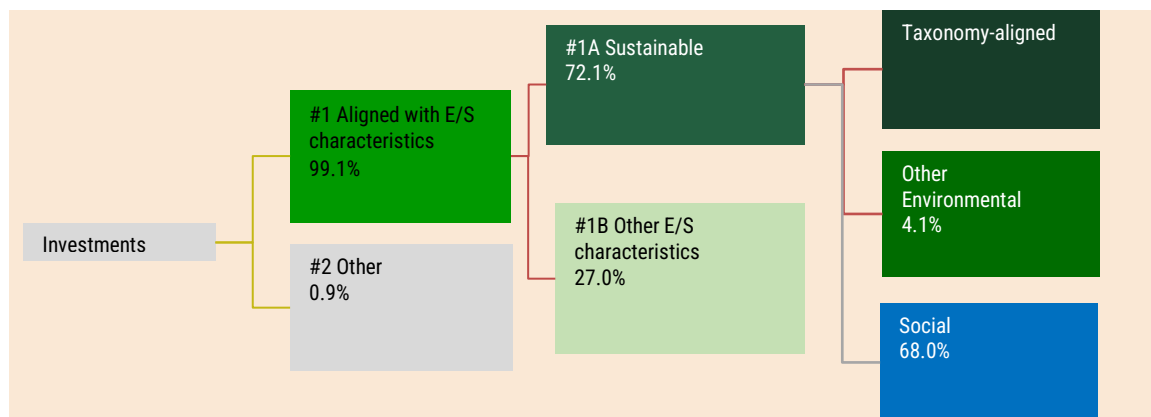 Investments
#1 Aligned with E/S
characteristics
99.1%
#2 Other
0.9%
#1A Sustainable
72.1%
#1B Other E/S
characteristics
27.0%
Taxonomy-aligned
Other
Environmental
4.1%
Social
68.0%